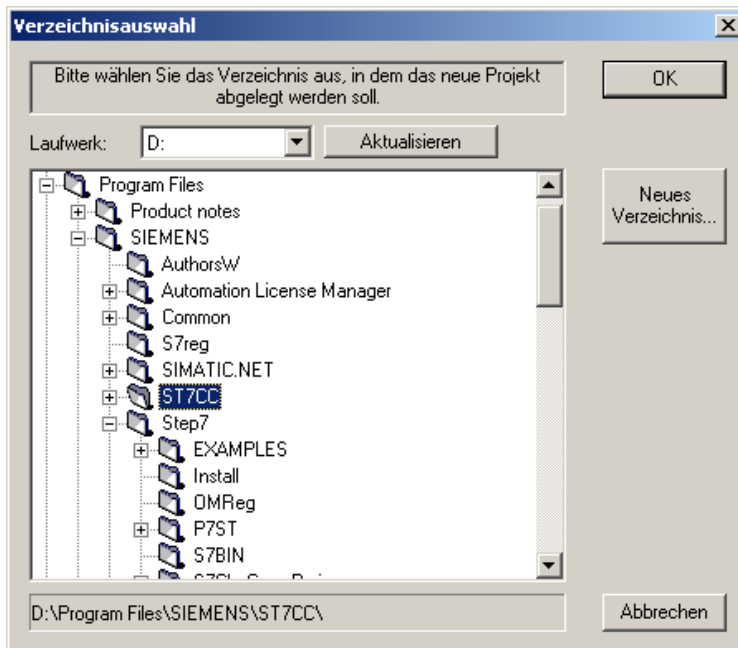 Verzeichnisauswahl
Bitte wählen Sie das Verzeichnis aus, in dem das neue Projekt
abgelegt werden soll.
OK
Laufwerk:
D:
Aktualisieren
Program Files
Product notes
SIEMENS
AuthorsW
Automation License Manager
Common
S7reg
SIMATIC.NET
ST7CC
Step7
EXAMPLES
Install
OMReg
P7ST
S7BIN
Neues
Verzeichnis...
D:\Program Files\SIEMENS\ST7CC\
Abbrechen